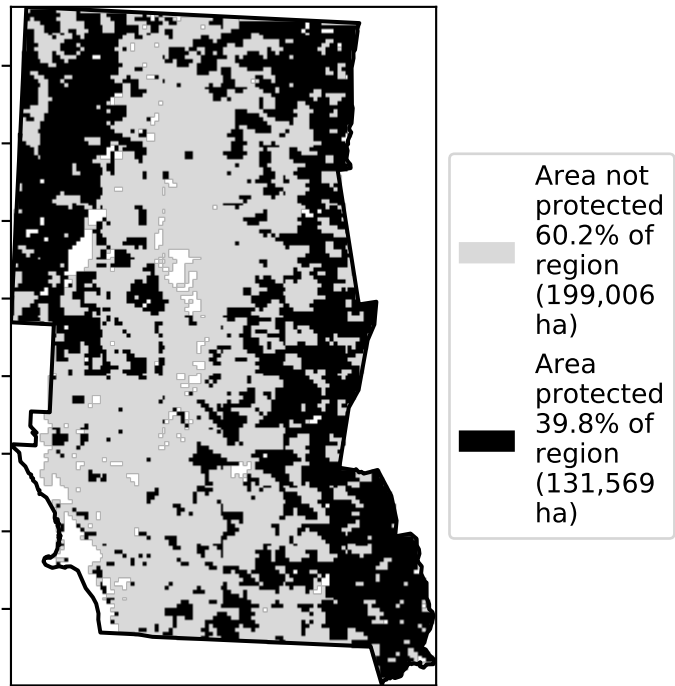 Area not
protected
60.2% of
region
(199,006
ha)
Area
protected
39.8% of
region
(131,569
ha)